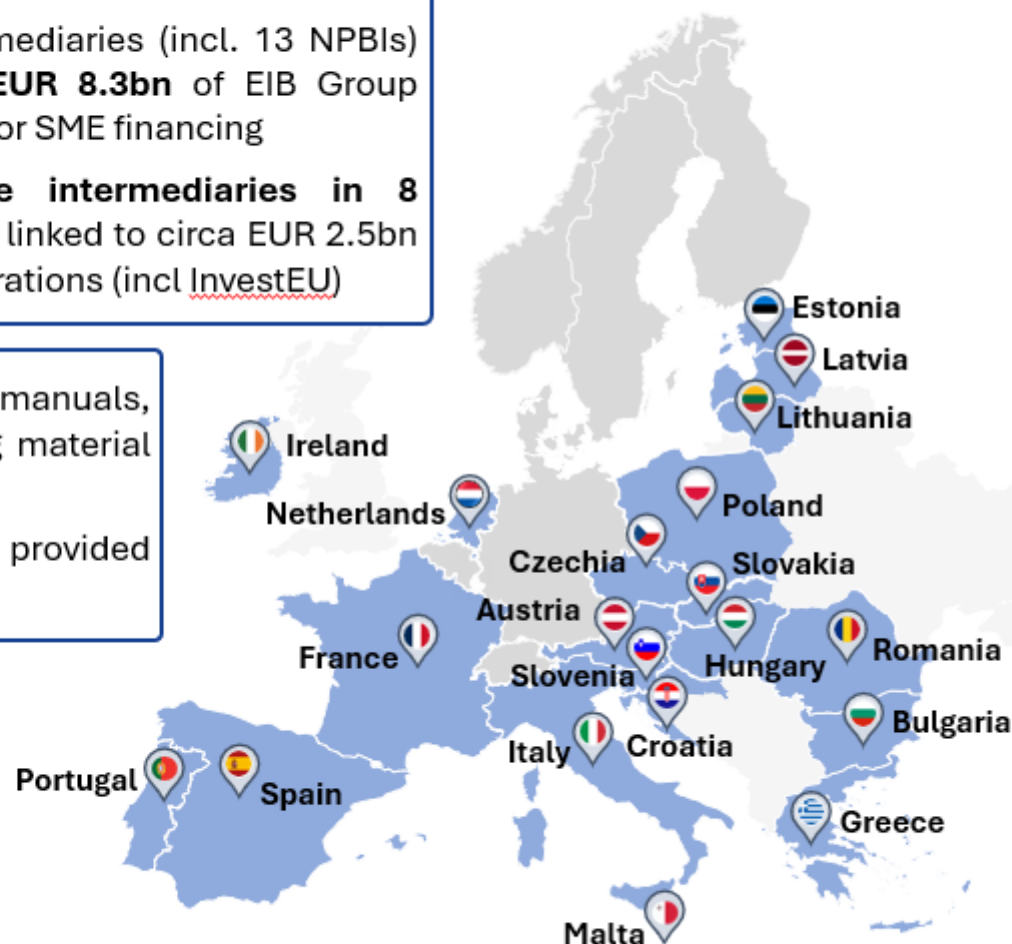 mediaries (incl. 13 NPBIs)
EUR 8.3bn of EIB Group
or SME financing
e intermediaries in 8
linked to circa EUR 2.5bn
rations (incl InvestEU)
manuals,
g material
provided
Estonia
Latvia
Lithuania
Ireland
Netherlands
Poland
Czechia
Slovakia
Austria
France
Slovenia
Hungary
Romania
Bulgaria
Italy
Croatia
Portugal
Spain
Greece
Malta